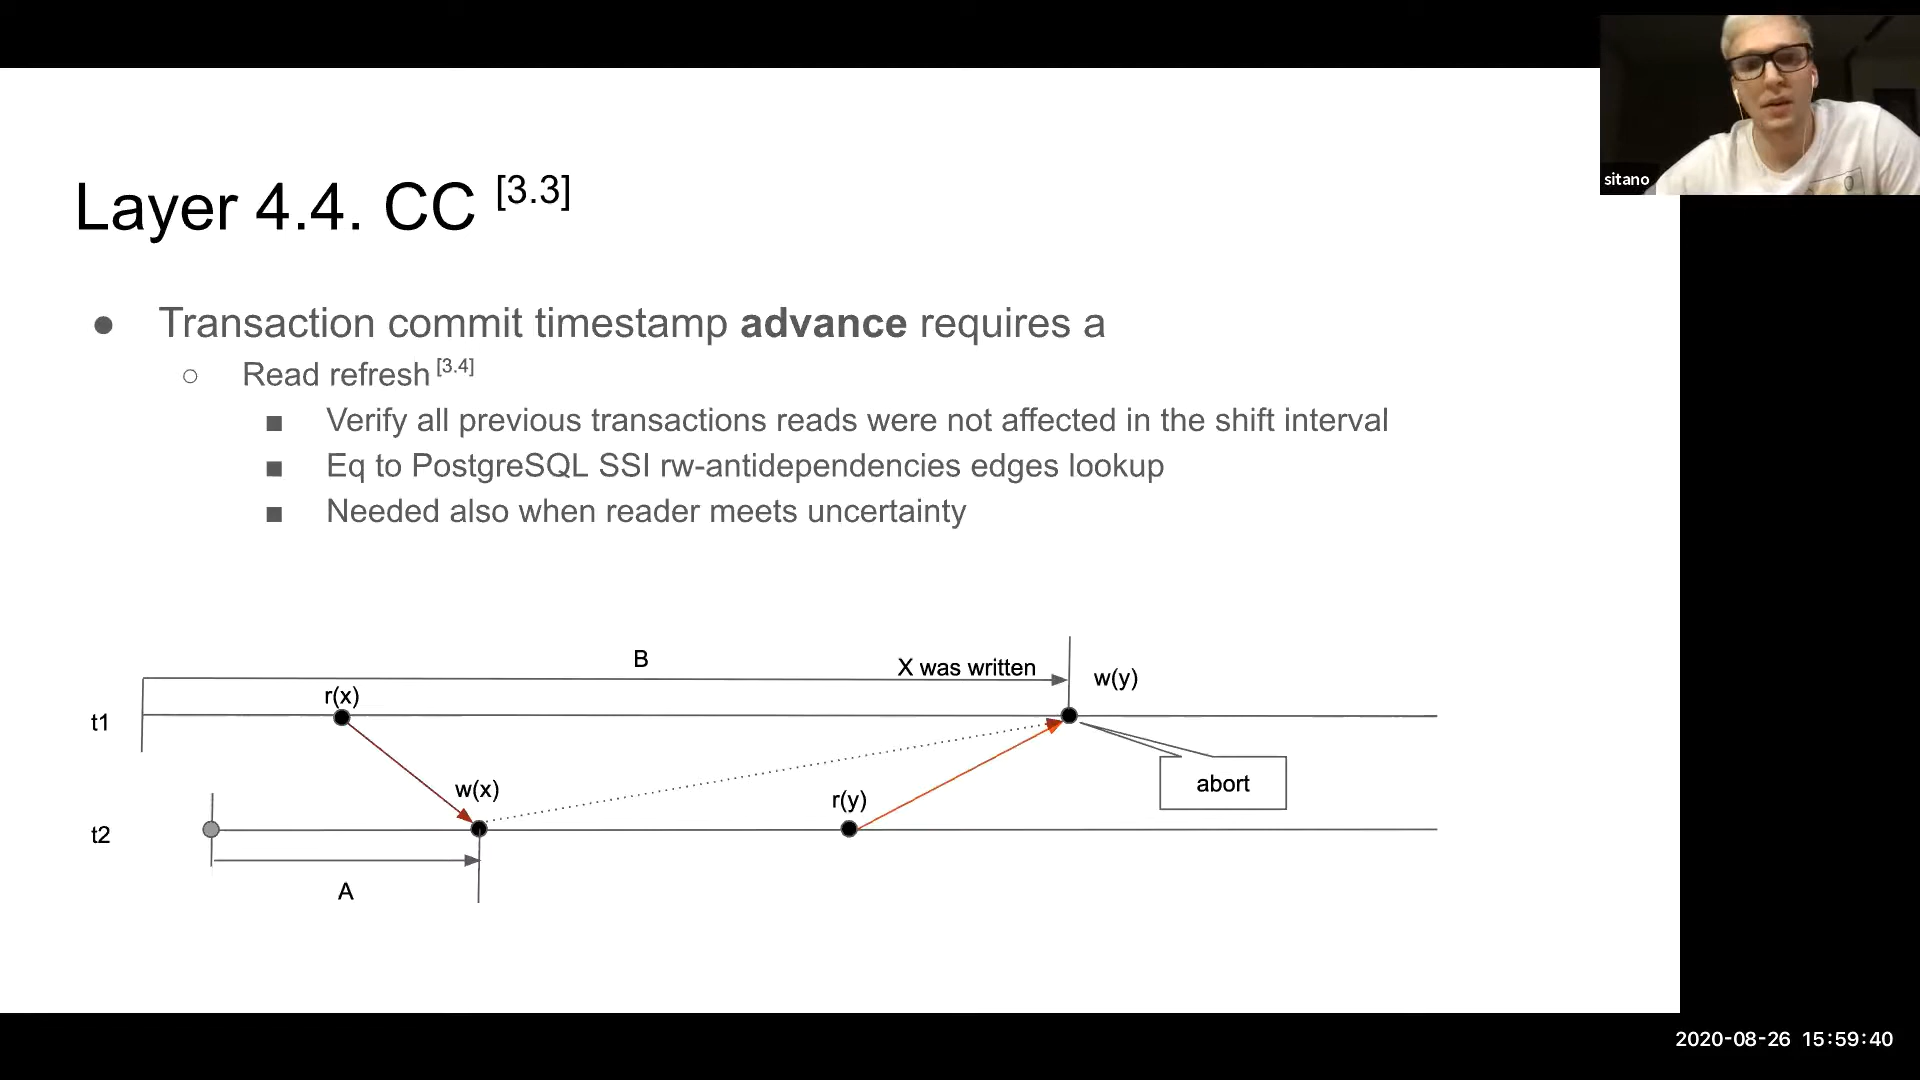 sitano
Layer 4.4. CC [3.3]
● Transaction commit timestamp advance requires a
○ Read refresh [3.4]
■ Verify all previous transactions reads were not affected in the shift interval
■ Eq to PostgreSQL SSI rw-antidependencies edges lookup
■ Needed also when reader meets uncertainty
B
X was written
w(y)
r(x)
t1
abort
w(x)
r(y)
t2
A
2020-08-26 15:59:40